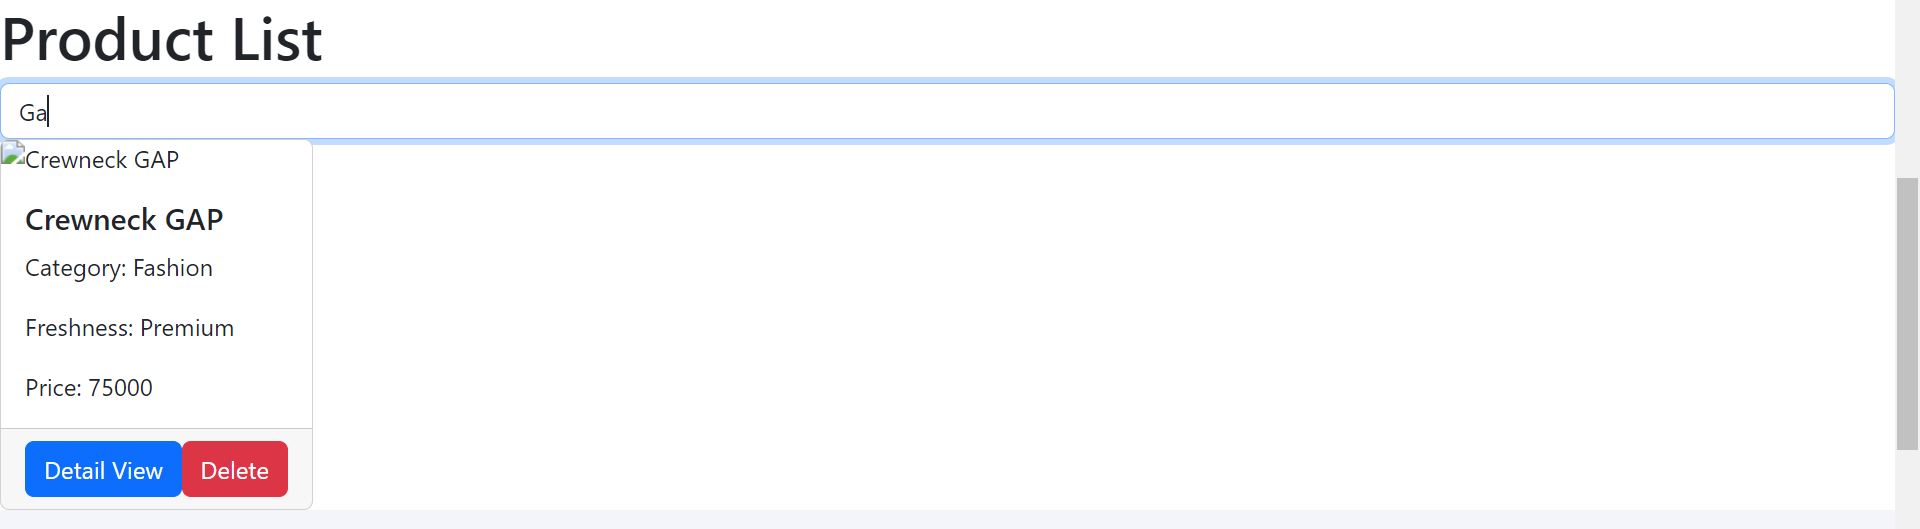 Product List
Ga
Crewneck GAP
Crewneck GAP
Category: Fashion
Freshness: Premium
Price: 75000
Detail View Delete